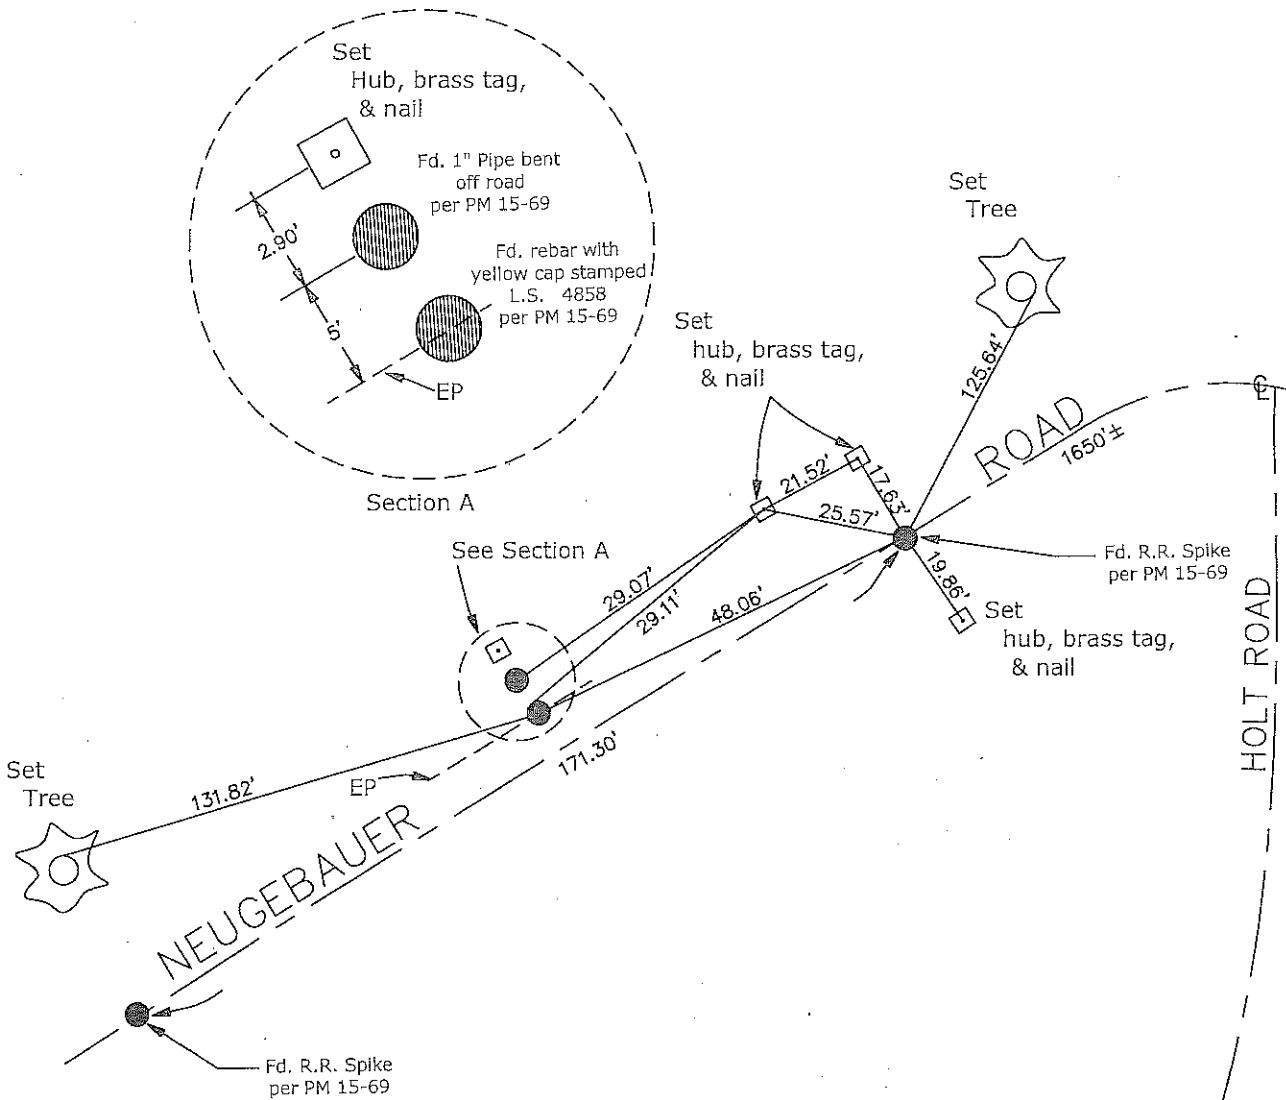 Set
Hub, brass tag,
& nail
Fd. 1" Pipe bent
off road
per PM 15-69
2.90'
Fd. rebar with
yellow cap stamped
L.S. 4858
per PM 15-69
5'
EP
Section A
Set
Tree
125.64'
Set
hub, brass tag,
& nail
ROAD
1650'±
℄
21.52'
17.63'
25.57'
See Section A
Fd. R.R. Spike
per PM 15-69
29.07'
29.11'
48.06'
19.86'
Set
hub, brass tag,
& nail
HOLT ROAD
171.30'
Set
Tree
131.82'
EP
NEUGEBAUER
Fd. R.R. Spike
per PM 15-69